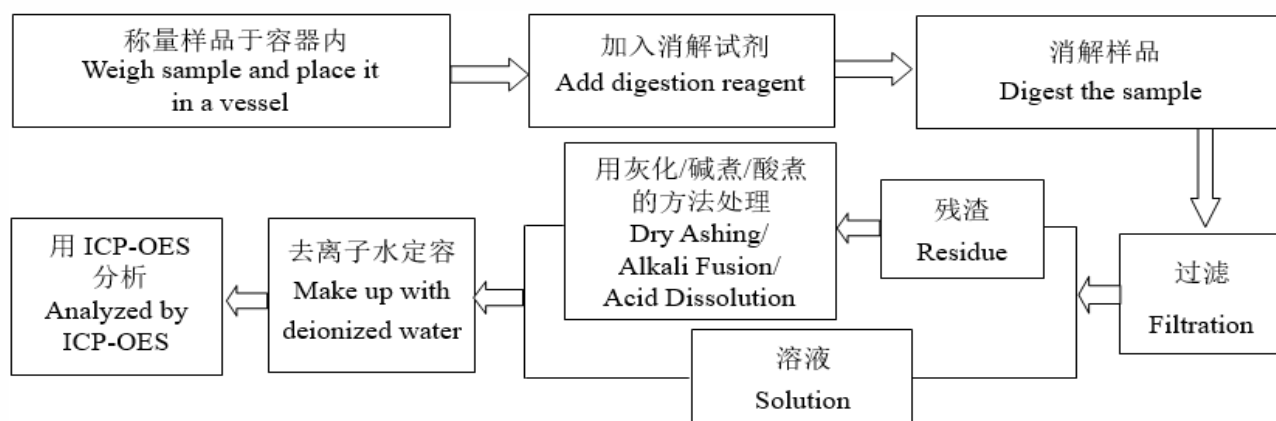 称量样品于容器内
Weigh sample and place it
in a vessel
加入消解试剂
Add digestion reagent
消解样品
Digest the sample
过滤
Filtration
残渣
Residue
用灰化/碱煮/酸煮
的方法处理
Dry Ashing/
Alkali Fusion/
Acid Dissolution
溶液
Solution
去离子水定容
Make up with
deionized water
用 ICP-OES
分析
Analyzed by
ICP-OES